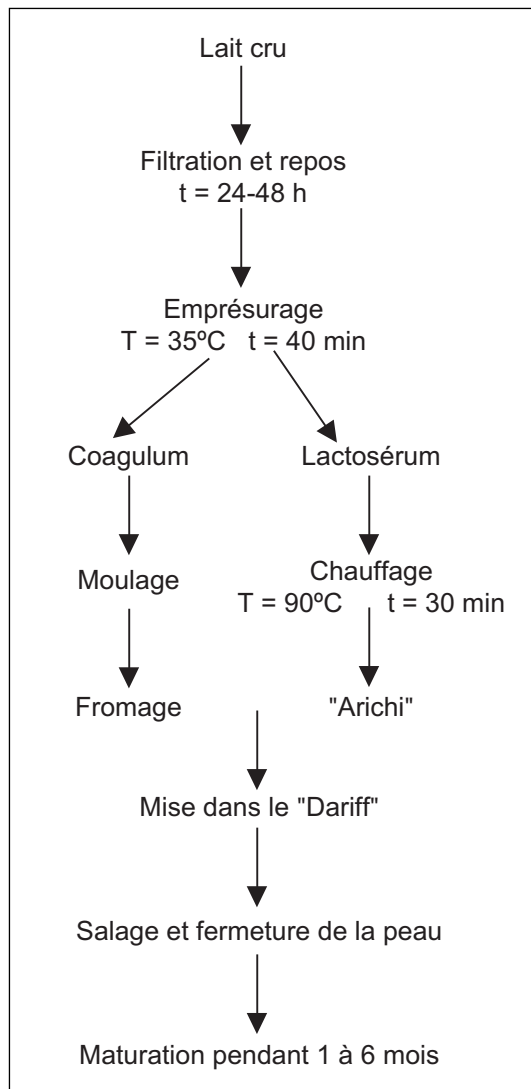 Lait cru
Filtration et repos
t = 24-48 h
Emprésurage
T = 35ºC t = 40 min
Coagulum
Lactosérum
Moulage
Chauffage
T = 90ºC t = 30 min
Fromage
"Arichi"
Mise dans le "Dariff"
Salage et fermeture de la peau
Maturation pendant 1 à 6 mois